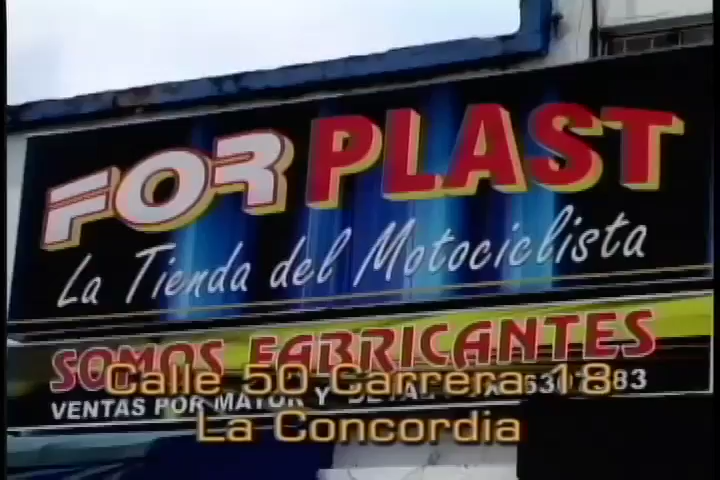 FOR PLAST
La Tienda del Motociclista
SOMOS FABRICANTES
Calle 50 Carrera 18
VENTAS POR MAYOR Y
La Concordia